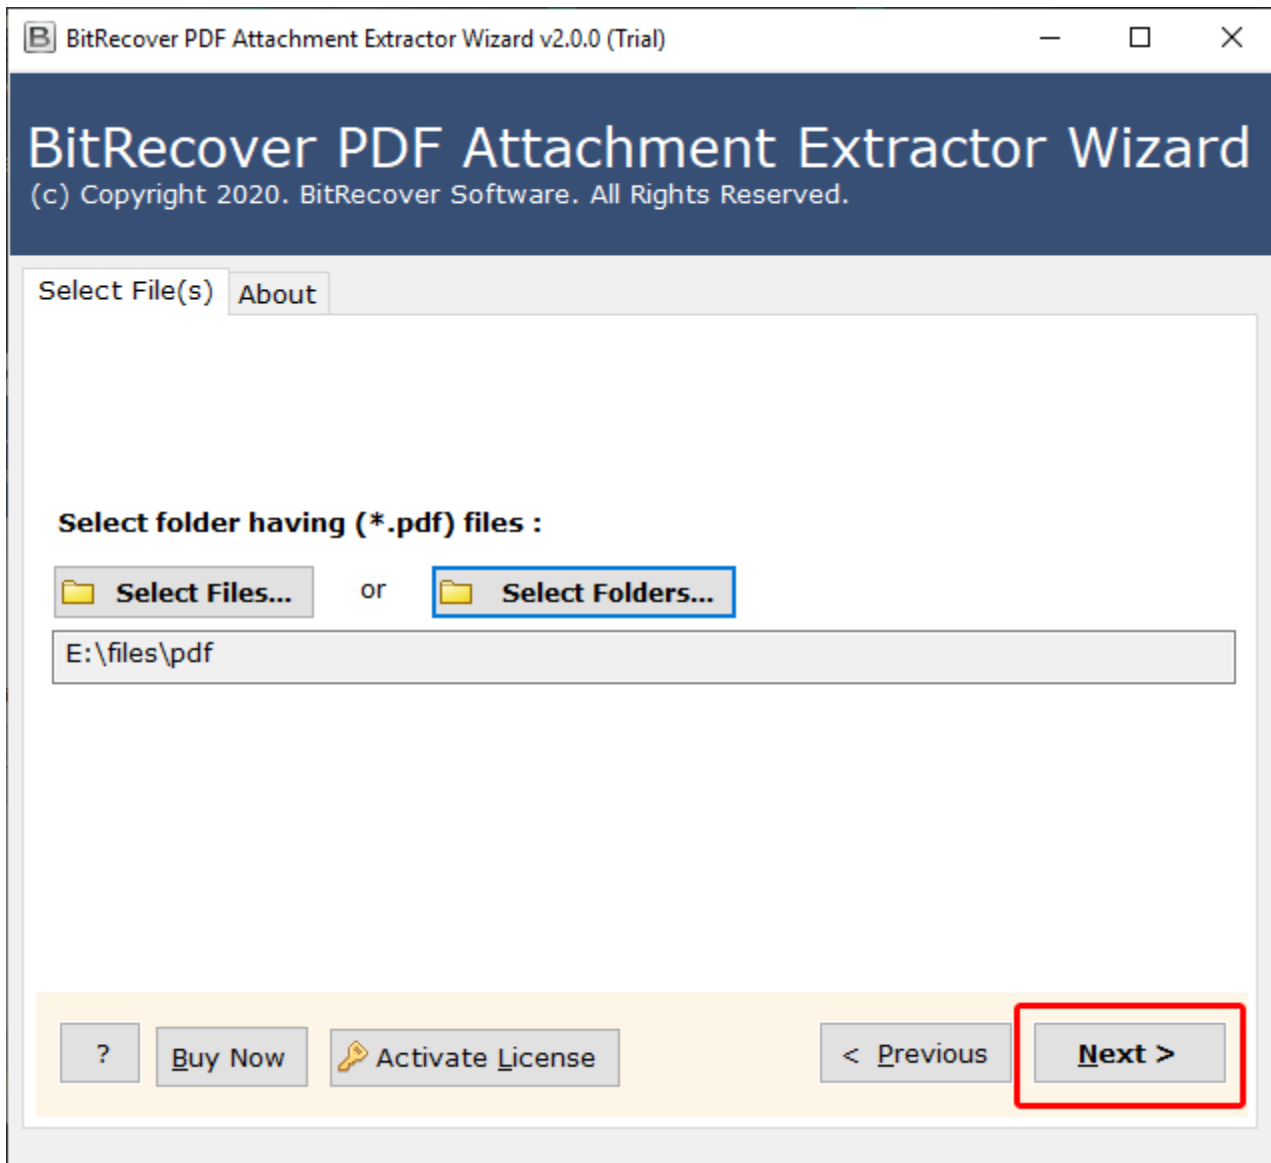 B BitRecover PDF Attachment Extractor Wizard v2.0.0 (Trial)
BitRecover PDF Attachment Extractor Wizard
(c) Copyright 2020. BitRecover Software. All Rights Reserved.
Select File(s) About
Select folder having (*.pdf) files :
Select Files... or Select Folders...
E:\files\pdf
? Buy Now Activate License < Previous Next >